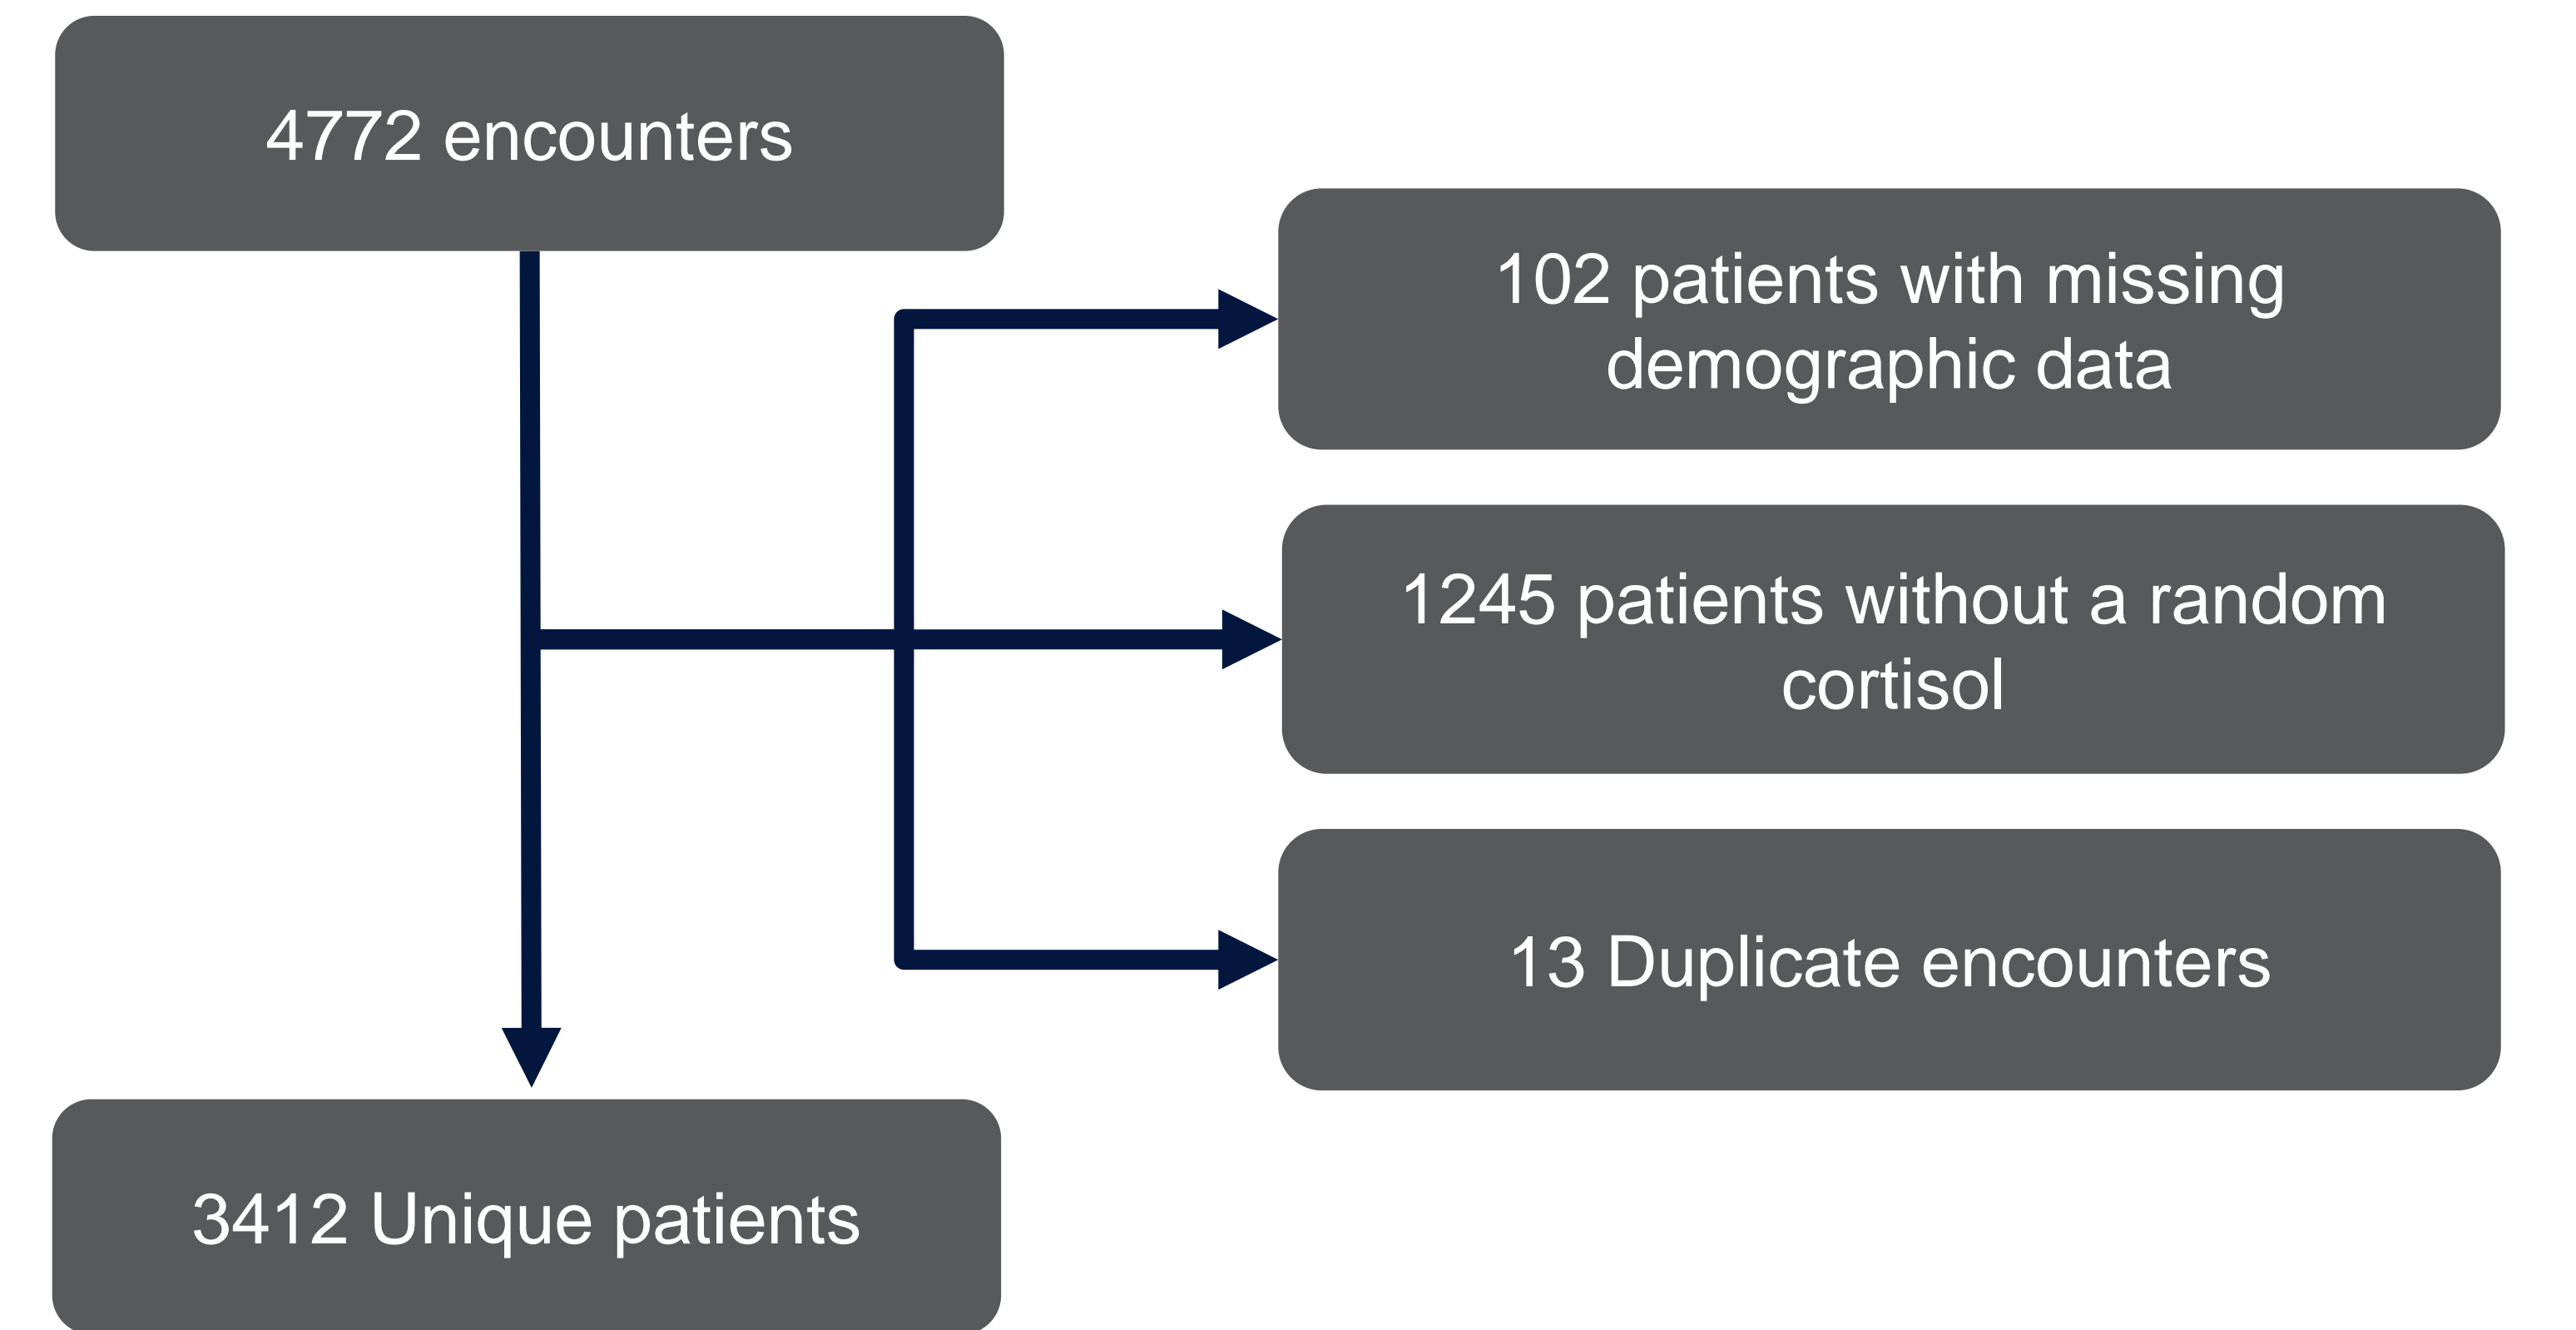 4772 encounters
102 patients with missing
demographic data
1245 patients without a random
cortisol
13 Duplicate encounters
3412 Unique patients